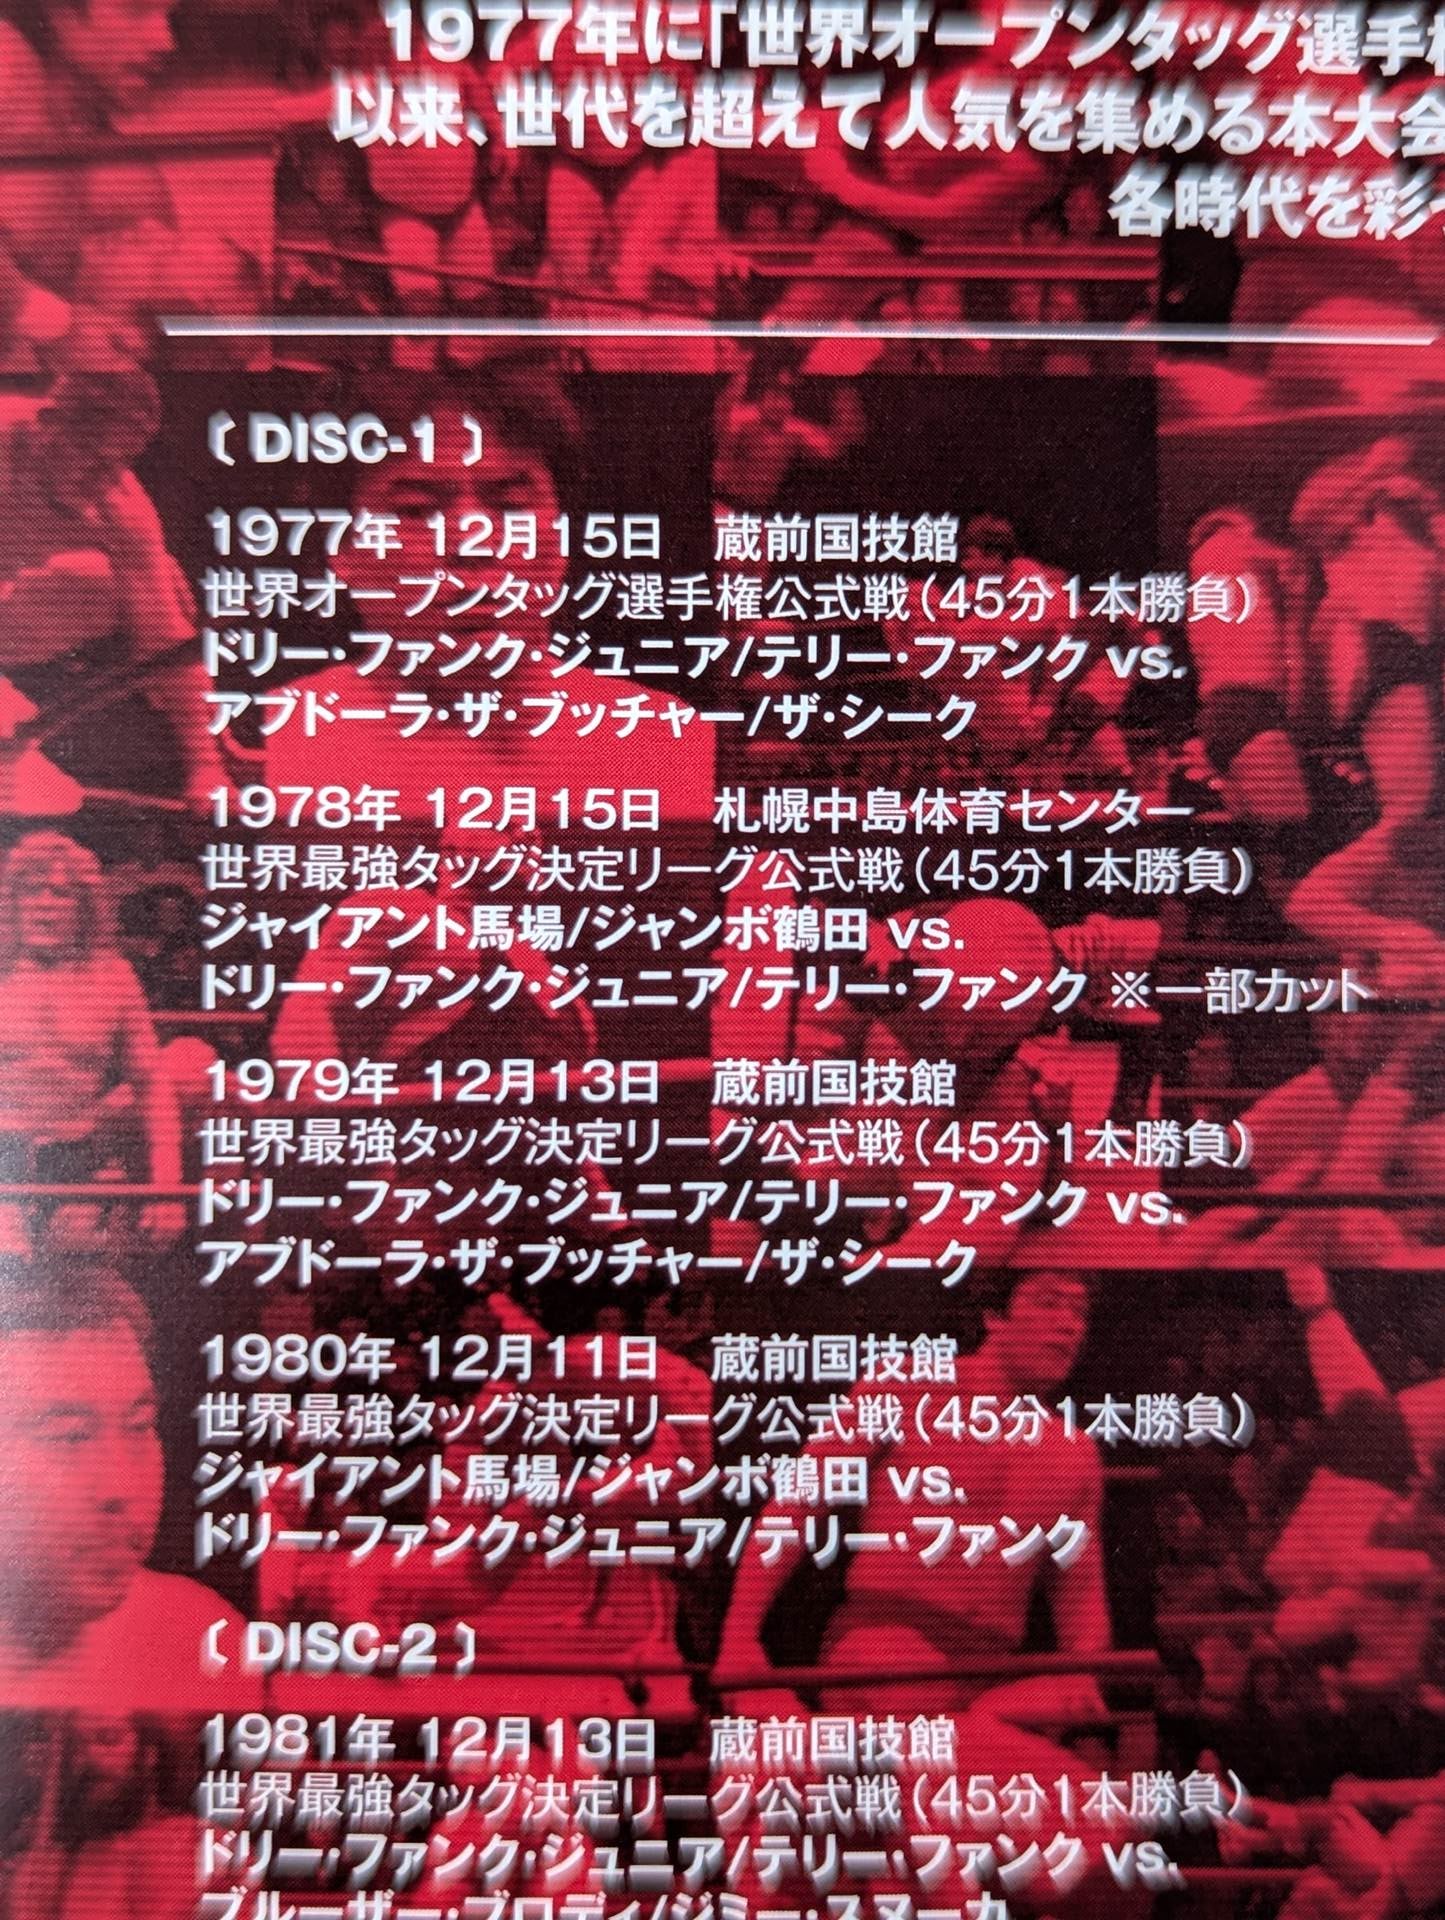 1977年に「世界オープンタッグ選手権
以来、世代を超えて人気を集める本大会
各時代を彩
〔 DISC-1 〕
1977年 12月15日　蔵前国技館
世界オープンタッグ選手権公式戦（45分1本勝負）
ドリー・ファンク・ジュニア/テリー・ファンク vs.
アブドーラ・ザ・ブッチャー/ザ・シーク
1978年 12月15日　札幌中島体育センター
世界最強タッグ決定リーグ公式戦（45分1本勝負）
ジャイアント馬場/ジャンボ鶴田 vs.
ドリー・ファンク・ジュニア/テリー・ファンク ※一部カット
1979年 12月13日　蔵前国技館
世界最強タッグ決定リーグ公式戦（45分1本勝負）
ドリー・ファンク・ジュニア/テリー・ファンク vs.
アブドーラ・ザ・ブッチャー/ザ・シーク
1980年 12月11日　蔵前国技館
世界最強タッグ決定リーグ公式戦（45分1本勝負）
ジャイアント馬場/ジャンボ鶴田 vs.
ドリー・ファンク・ジュニア/テリー・ファンク
〔 DISC-2 〕
1981年 12月13日　蔵前国技館
世界最強タッグ決定リーグ公式戦（45分1本勝負）
ドリー・ファンク・ジュニア/テリー・ファンク vs.
ブルーザー・ブロディ/ジミー・スヌーカ